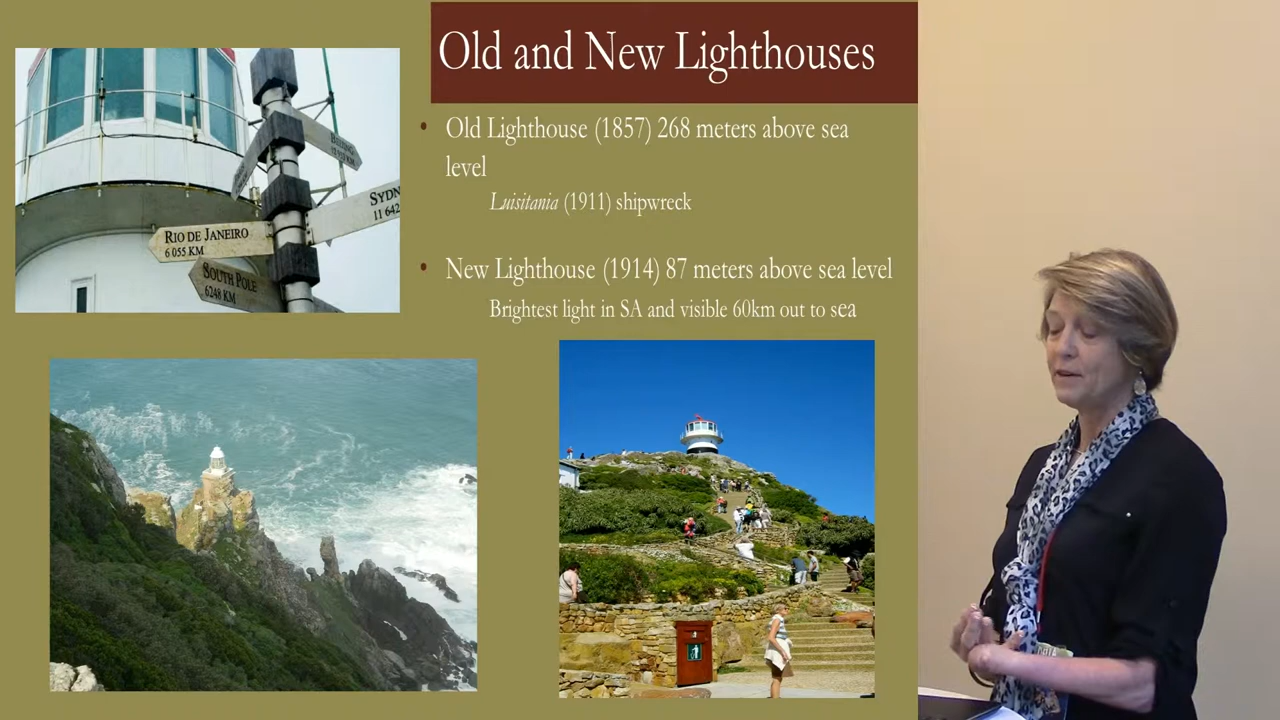 Old and New Lighthouses
• Old Lighthouse (1857) 268 meters above sea
level
Luisitania (1911) shipwreck
• New Lighthouse (1914) 87 meters above sea level
Brightest light in SA and visible 60km out to sea
SYDN
11 642
RIO DE JANEIRO
6 055 KM
SOUTH POLE
6248 KM